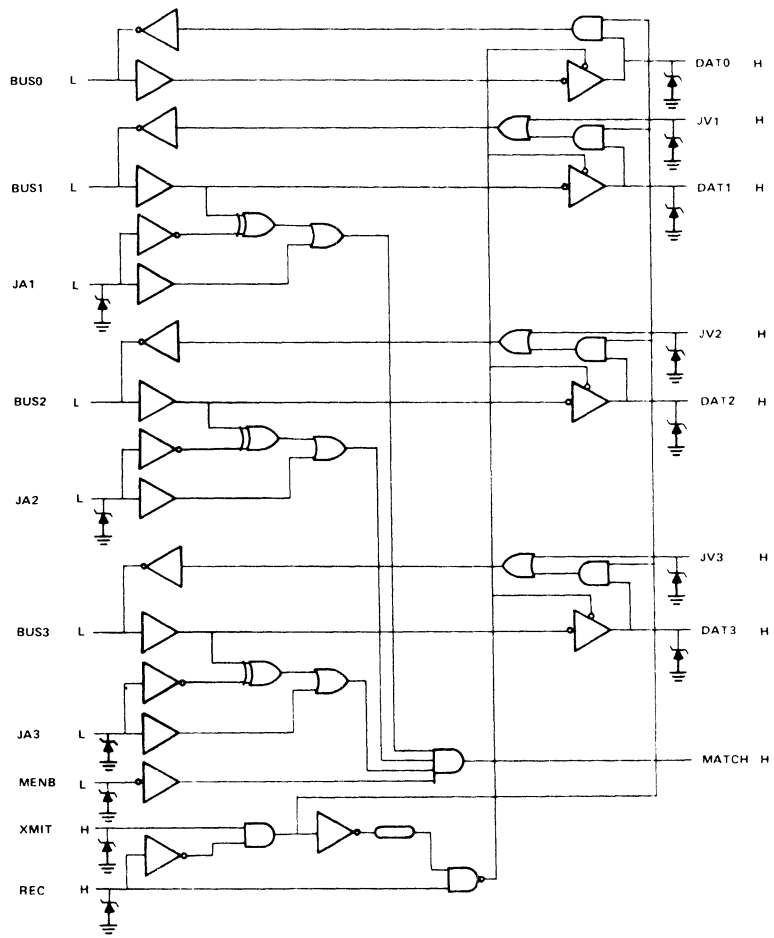 DAT0 H
BUS0 L
JV1 H
BUS1 L
DAT1 H
JA1 L
JV2 H
BUS2 L
DAT2 H
JA2 L
JV3 H
BUS3 L
DAT3 H
JA3 L
MATCH H
MENB L
XMIT H
REC H